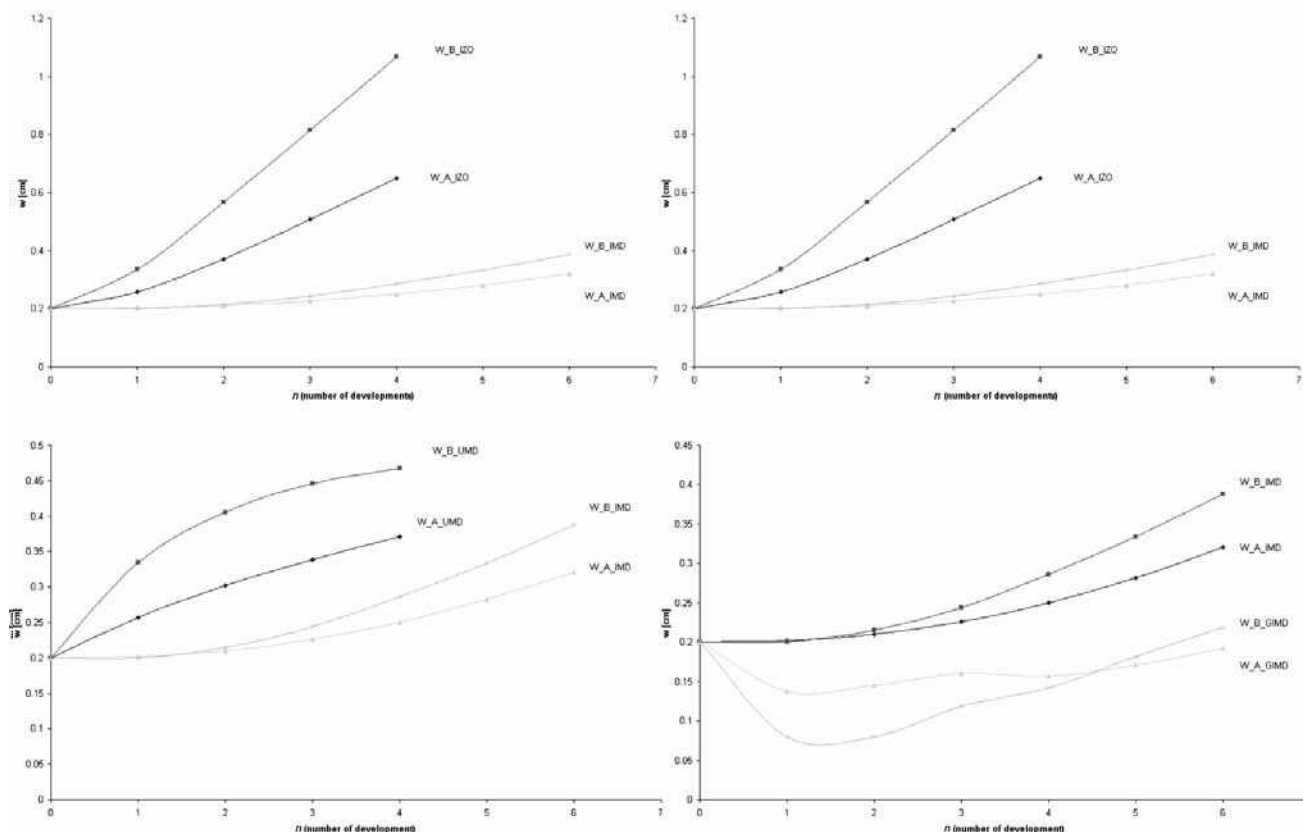 1.2
W_B_IZO
1
0.8
W_A_IZO
0.6
w [cm]
0.4
W_B_IMD
W_A_IMD
0.2
0
0 1 2 3 4 5 6 7
n (number of developments)
1.2
W_B_IZO
1
0.8
W_A_IZO
0.6
w [cm]
0.4
W_B_IMD
W_A_IMD
0.2
0
0 1 2 3 4 5 6 7
n (number of developments)
0.5
W_B_UMD
0.45
W_B_IMD
0.4
W_A_UMD
0.35
W_A_IMD
0.3
0.25
w [cm]
0.2
0.15
0.1
0.05
0
0 1 2 3 4 5 6 7
n (number of developments)
0.45
0.4
W_B_IMD
0.35
W_A_IMD
0.3
0.25
w [cm]
W_B_GIMD
0.2
W_A_GIMD
0.15
0.1
0.05
0
0 1 2 3 4 5 6
n (number of development)